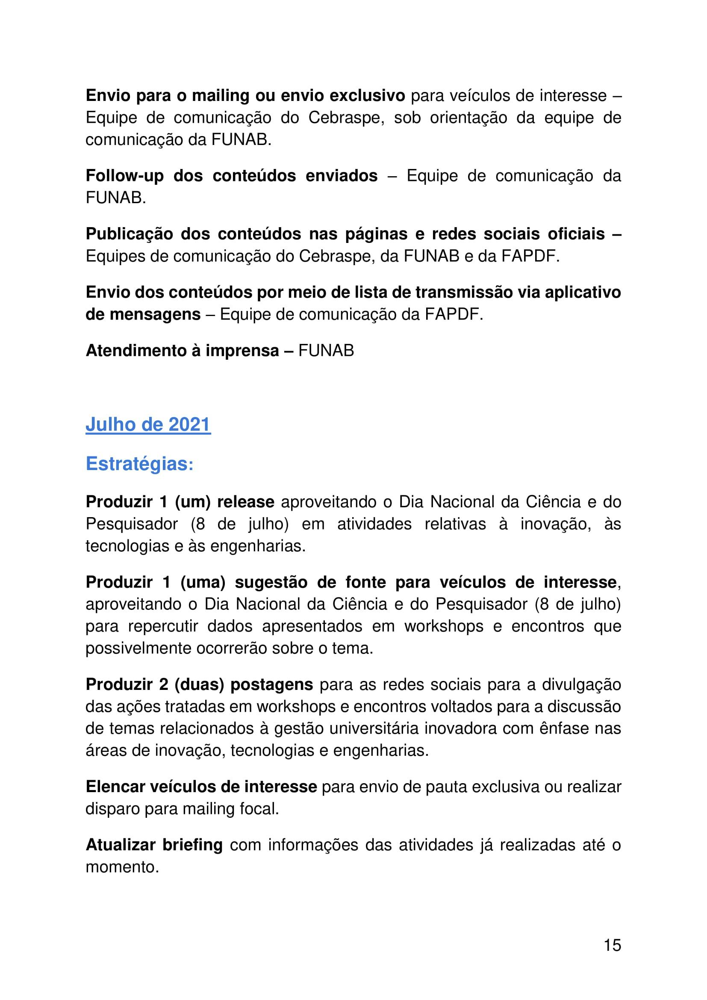 Envio para o mailing ou envio exclusivo para veículos de interesse –
Equipe de comunicação do Cebraspe, sob orientação da equipe de
comunicação da FUNAB.
Follow-up dos conteúdos enviados – Equipe de comunicação da
FUNAB.
Publicação dos conteúdos nas páginas e redes sociais oficiais –
Equipes de comunicação do Cebraspe, da FUNAB e da FAPDF.
Envio dos conteúdos por meio de lista de transmissão via aplicativo
de mensagens – Equipe de comunicação da FAPDF.
Atendimento à imprensa – FUNAB
Julho de 2021
Estratégias:
Produzir 1 (um) release aproveitando o Dia Nacional da Ciência e do
Pesquisador (8 de julho) em atividades relativas à inovação, às
tecnologias e às engenharias.
Produzir 1 (uma) sugestão de fonte para veículos de interesse,
aproveitando o Dia Nacional da Ciência e do Pesquisador (8 de julho)
para repercutir dados apresentados em workshops e encontros que
possivelmente ocorrerão sobre o tema.
Produzir 2 (duas) postagens para as redes sociais para a divulgação
das ações tratadas em workshops e encontros voltados para a discussão
de temas relacionados à gestão universitária inovadora com ênfase nas
áreas de inovação, tecnologias e engenharias.
Elencar veículos de interesse para envio de pauta exclusiva ou realizar
disparo para mailing focal.
Atualizar briefing com informações das atividades já realizadas até o
momento.
15